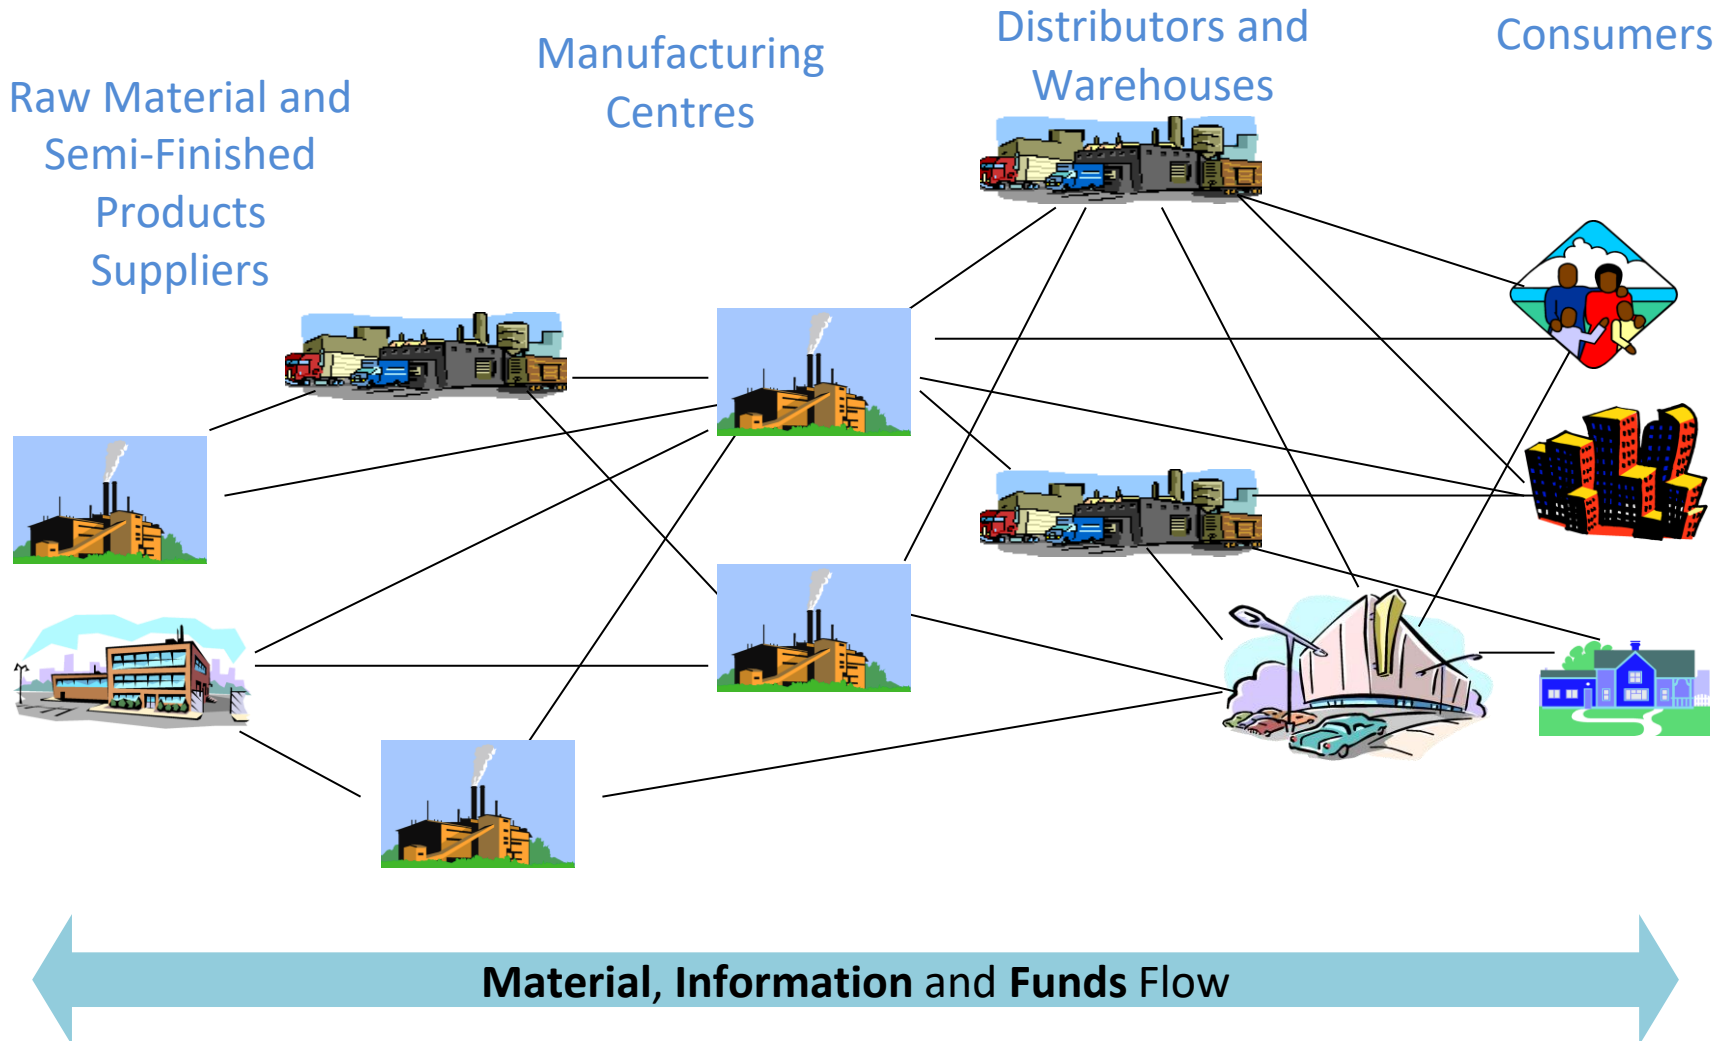 Raw Material and
Semi-Finished
Products
Suppliers
Manufacturing
Centres
Distributors and
Warehouses
Consumers
Material, Information and Funds Flow